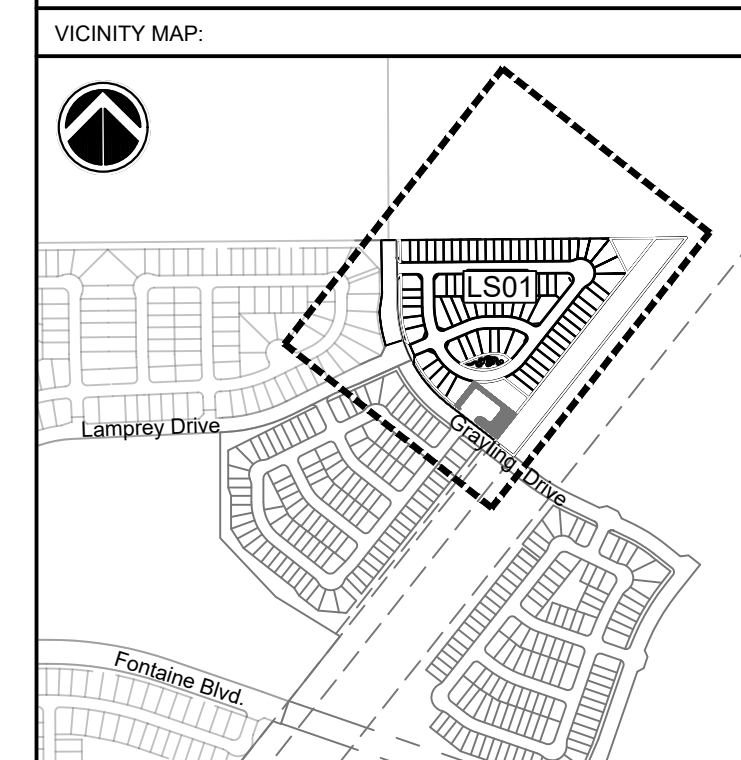 VICINITY MAP:
LS01
Lamprey Drive
Grayling Drive
Fontaine Blvd.